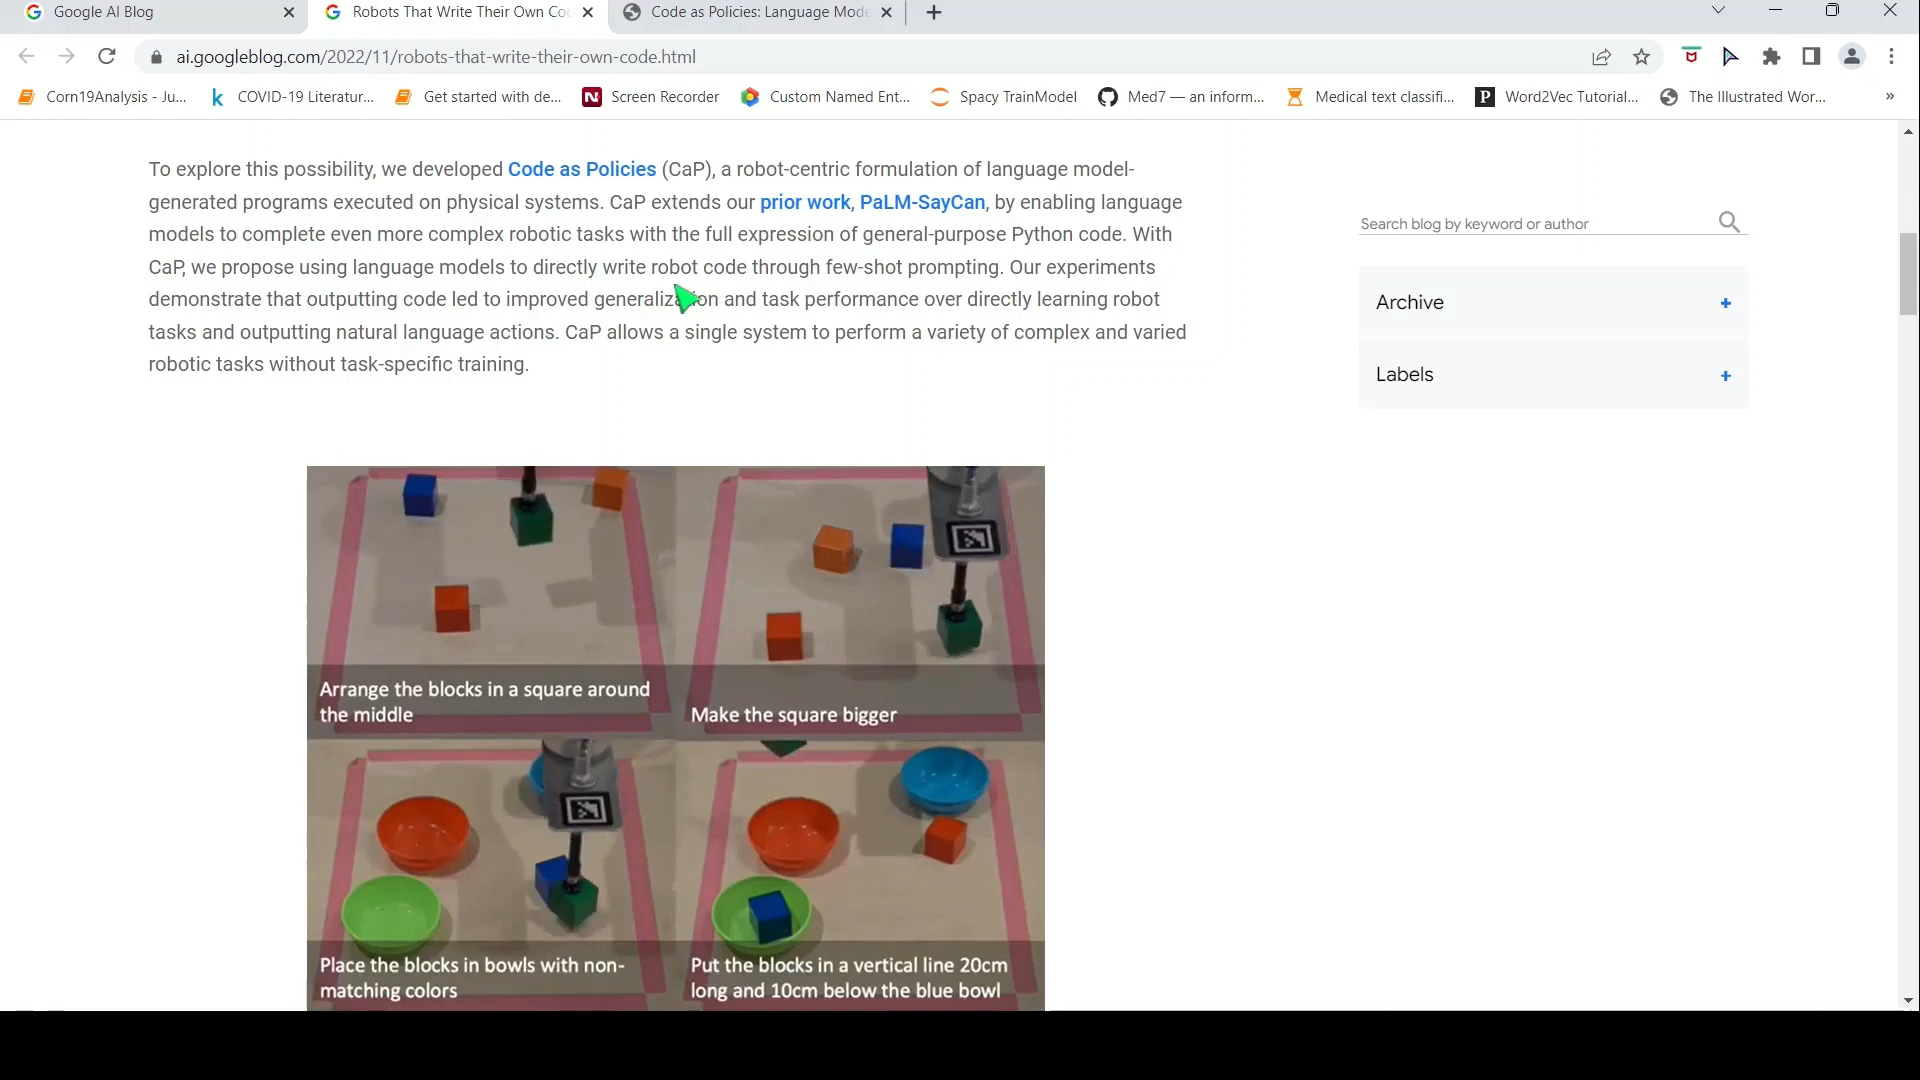 Google AI Blog
Robots That Write Their Own Co
Code as Policies: Language Mode
ai.googleblog.com/2022/11/robots-that-write-their-own-code.html
Corn19Analysis - Ju...
COVID-19 Literatur...
Get started with de...
Screen Recorder
Custom Named Ent...
Spacy TrainModel
Med7 — an inform...
Medical text classifi...
Word2Vec Tutorial...
The Illustrated Wor...
»
To explore this possibility, we developed Code as Policies (CaP), a robot-centric formulation of language model-
generated programs executed on physical systems. CaP extends our prior work, PaLM-SayCan, by enabling language
models to complete even more complex robotic tasks with the full expression of general-purpose Python code. With
CaP, we propose using language models to directly write robot code through few-shot prompting. Our experiments
demonstrate that outputting code led to improved generalization and task performance over directly learning robot
tasks and outputting natural language actions. CaP allows a single system to perform a variety of complex and varied
robotic tasks without task-specific training.
Search blog by keyword or author
Archive +
Labels +
Arrange the blocks in a square around
the middle
Make the square bigger
Place the blocks in bowls with non-
matching colors
Put the blocks in a vertical line 20cm
long and 10cm below the blue bowl